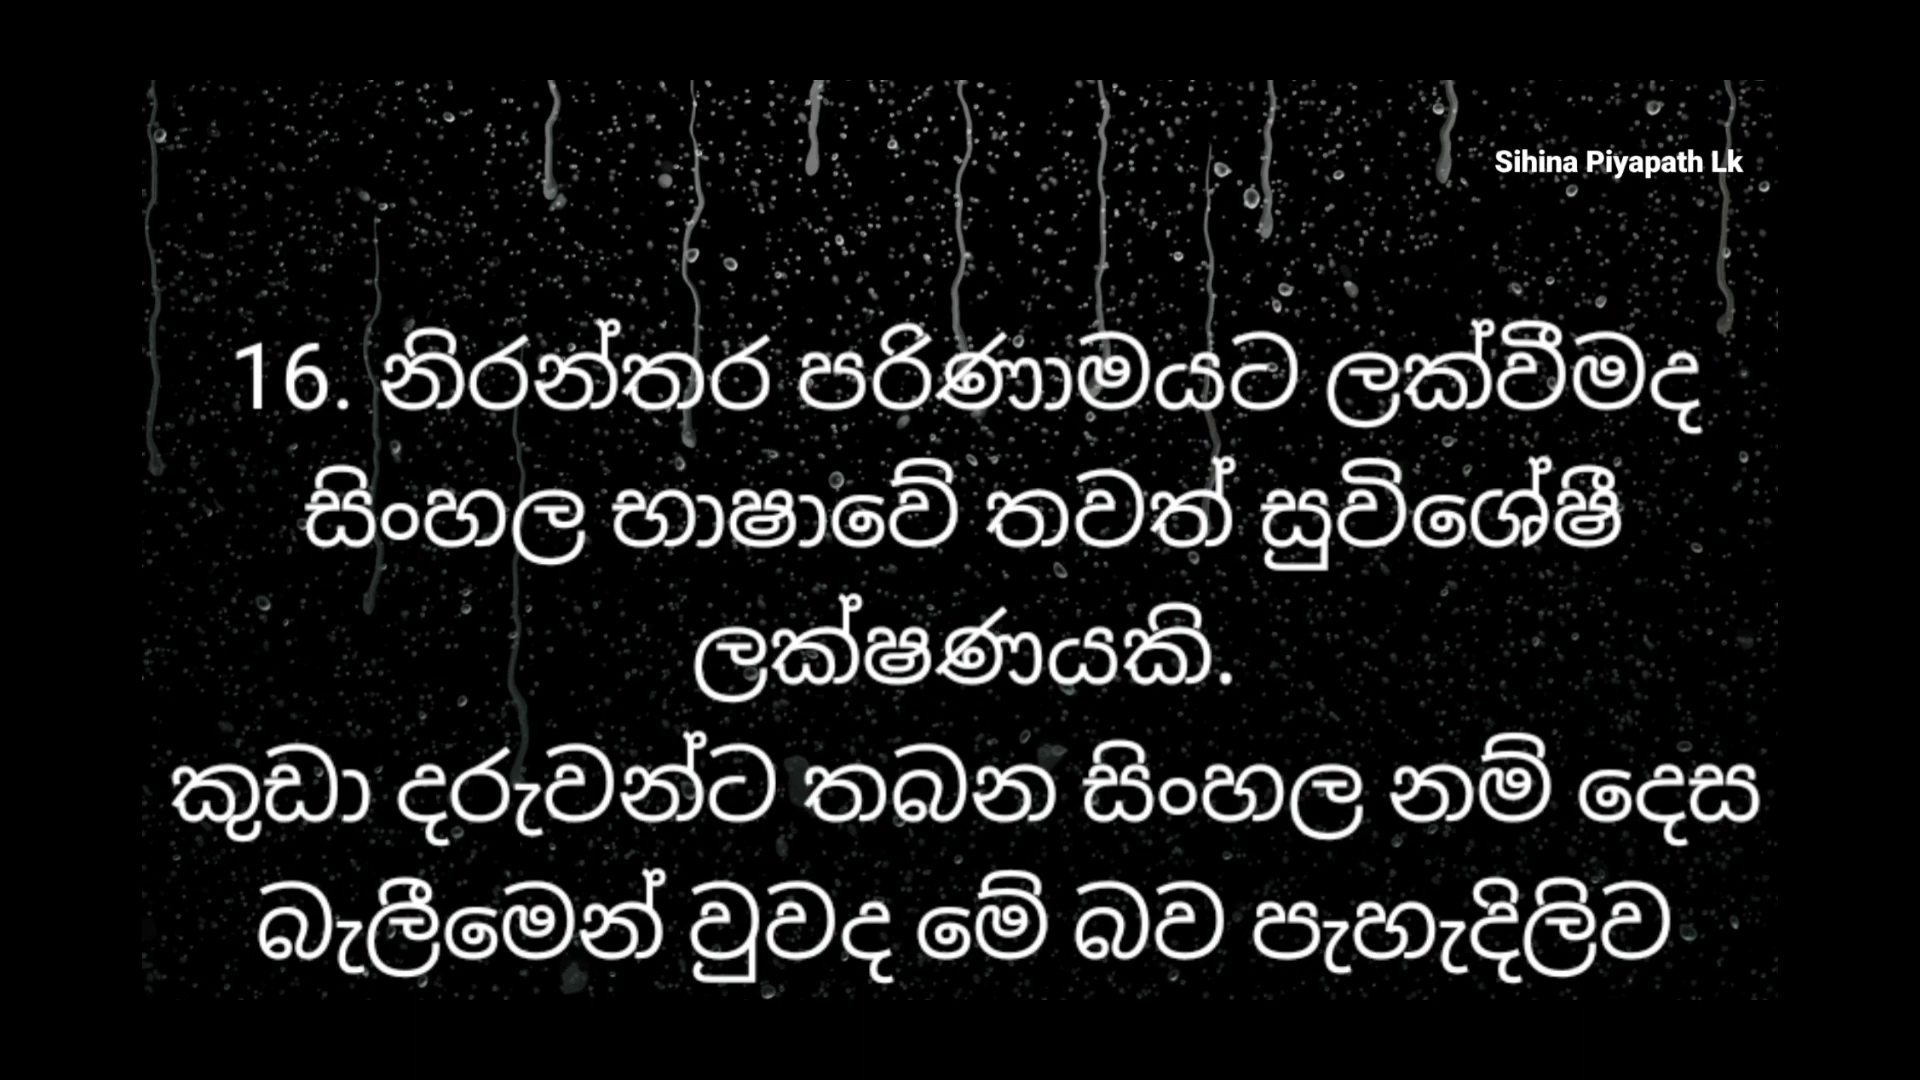 Sihina Piyapath Lk
16. නිරන්තර පරිණාමයට ලක්වීමද
සිංහල භාෂාවේ තවත් සුවිශේෂී
ලක්ෂණයකි.
කුඩා දරුවන්ට තබන සිංහල නම් දෙස
බැලීමෙන් වුවද මේ බව පැහැදිලිව